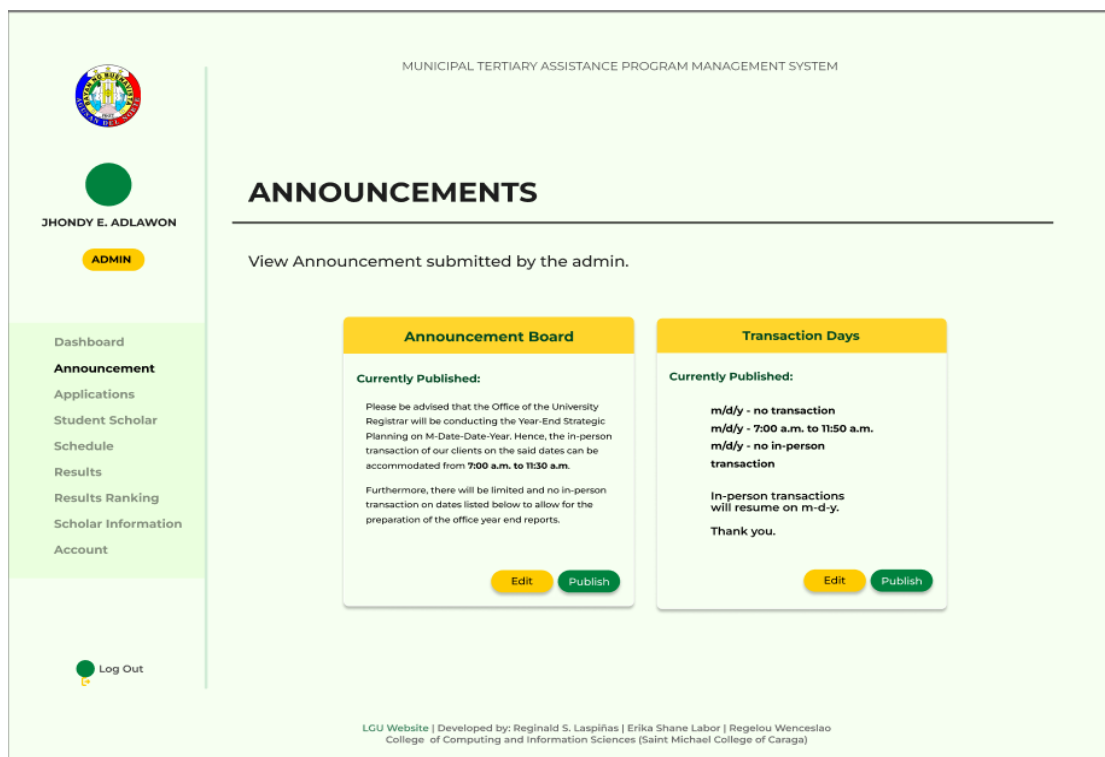 MUNICIPAL TERTIARY ASSISTANCE PROGRAM MANAGEMENT SYSTEM
BAYAN NG BUENAVISTA
AGUSAN DEL NORTE
JHONDY E. ADLAWON
ADMIN
Dashboard
Announcement
Applications
Student Scholar
Schedule
Results
Results Ranking
Scholar Information
Account
Log Out
ANNOUNCEMENTS
View Announcement submitted by the admin.
Announcement Board
Currently Published:
Please be advised that the Office of the University
Registrar will be conducting the Year-End Strategic
Planning on M-Date-Date-Year. Hence, the in-person
transaction of our clients on the said dates can be
accommodated from 7:00 a.m. to 11:30 a.m.
Furthermore, there will be limited and no in-person
transaction on dates listed below to allow for the
preparation of the office year end reports.
Edit
Publish
Transaction Days
Currently Published:
m/d/y - no transaction
m/d/y - 7:00 a.m. to 11:50 a.m.
m/d/y - no in-person
transaction
In-person transactions
will resume on m-d-y.
Thank you.
Edit
Publish
LGU Website | Developed by: Reginald S. Laspiñas | Erika Shane Labor | Regelou Wenceslao
College of Computing and Information Sciences (Saint Michael College of Caraga)